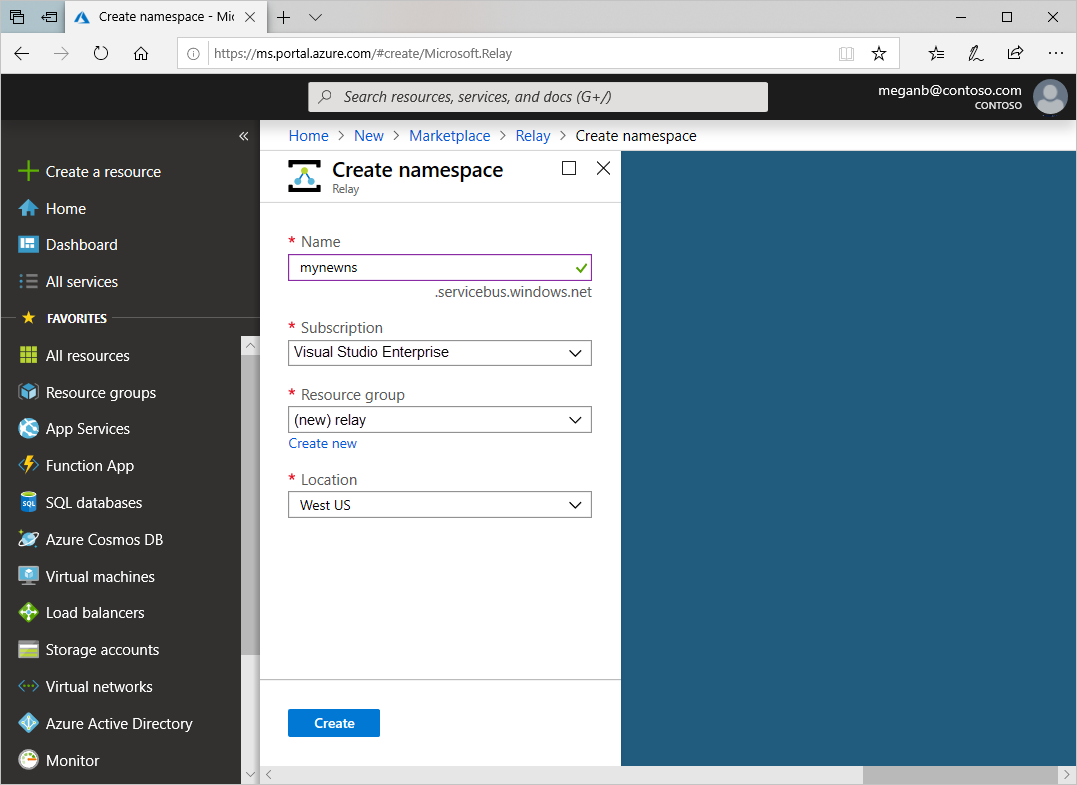 Create namespace - Mic
https://ms.portal.azure.com/#create/Microsoft.Relay
Search resources, services, and docs (G+/)
meganb@contoso.com
CONTOSO
Home > New > Marketplace > Relay > Create namespace
Create a resource
Home
Dashboard
All services
FAVORITES
All resources
Resource groups
App Services
Function App
SQL databases
SQL
Azure Cosmos DB
Virtual machines
Load balancers
Storage accounts
Virtual networks
Azure Active Directory
Monitor
Create namespace
Relay
* Name
mynewns
.servicebus.windows.net
* Subscription
Visual Studio Enterprise
* Resource group
(new) relay
Create new
* Location
West US
Create